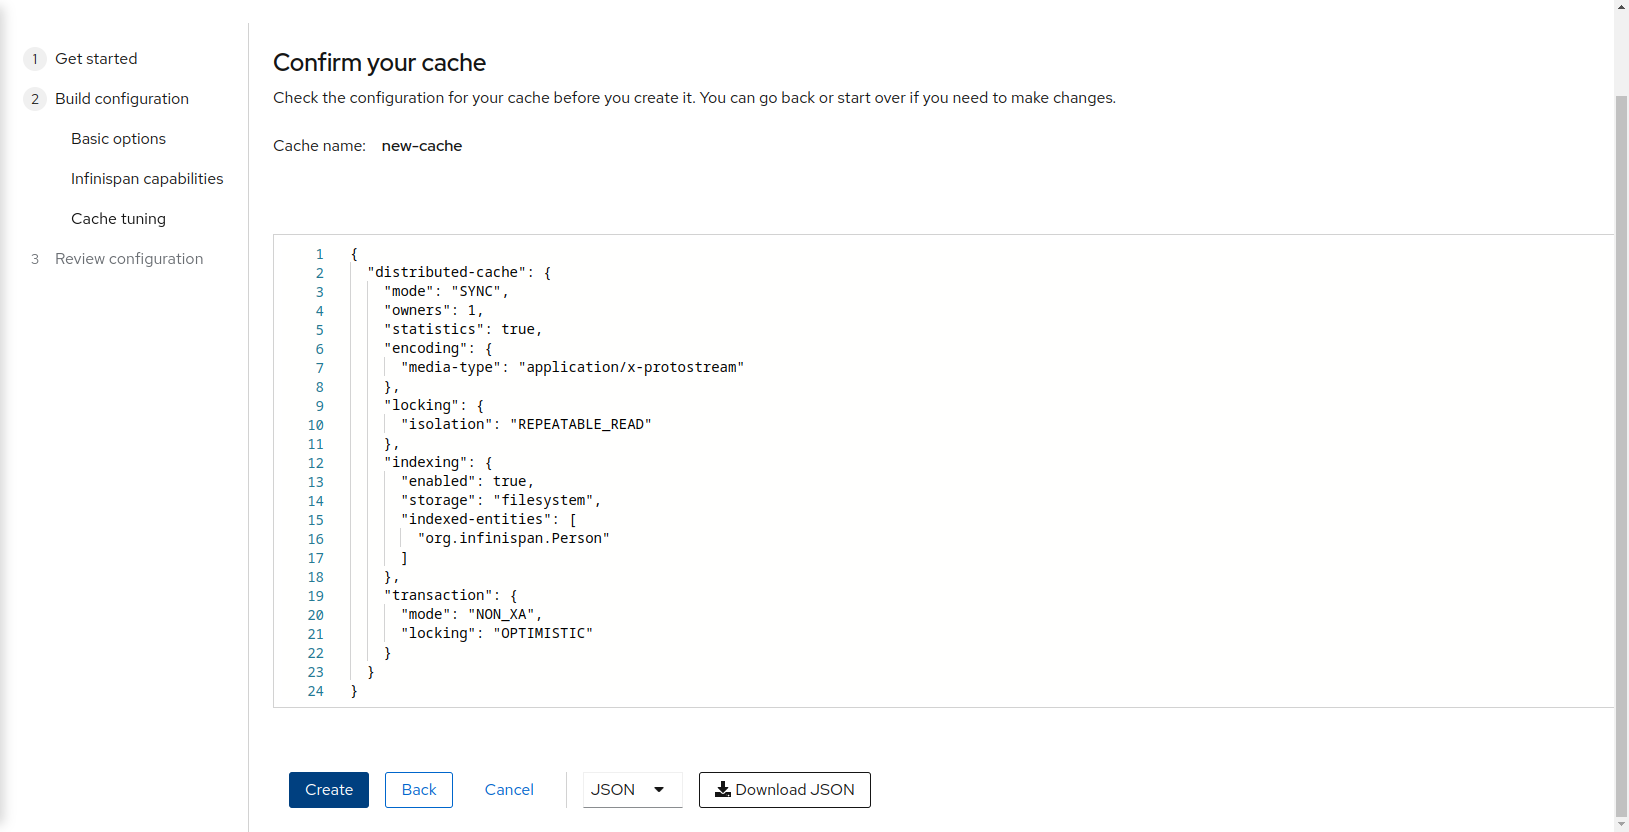 1 Get started
2 Build configuration
Basic options
Infinispan capabilities
Cache tuning
3 Review configuration
Confirm your cache
Check the configuration for your cache before you create it. You can go back or start over if you need to make changes.
Cache name: new-cache
1 {
2 "distributed-cache": {
3 "mode": "SYNC",
4 "owners": 1,
5 "statistics": true,
6 "encoding": {
7 "media-type": "application/x-protostream"
8 },
9 "locking": {
10 "isolation": "REPEATABLE_READ"
11 },
12 "indexing": {
13 "enabled": true,
14 "storage": "filesystem",
15 "indexed-entities": [
16 "org.infinispan.Person"
17 ]
18 },
19 "transaction": {
20 "mode": "NON_XA",
21 "locking": "OPTIMISTIC"
22 }
23 }
24 }
Create Back Cancel JSON Download JSON